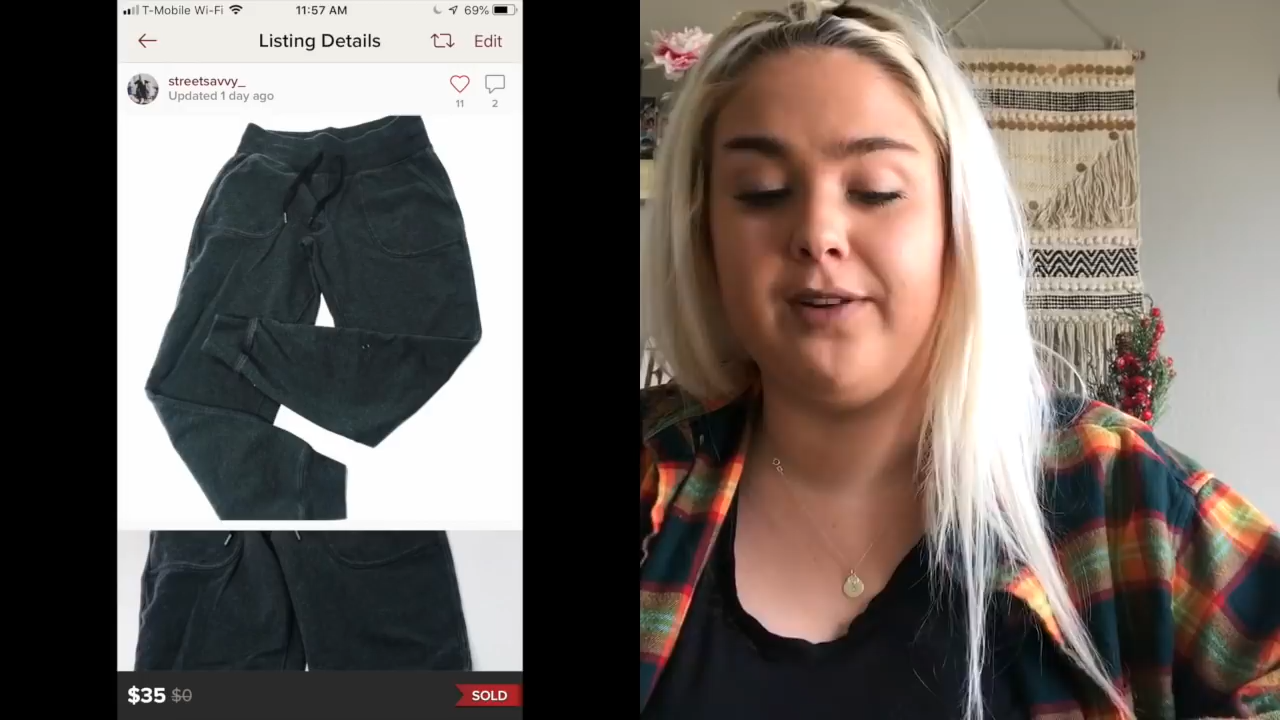 T-Mobile Wi-Fi 11:57 AM 69%
Listing Details Edit
streetsavvy_
Updated 1 day ago
11 2
$35 $0 SOLD